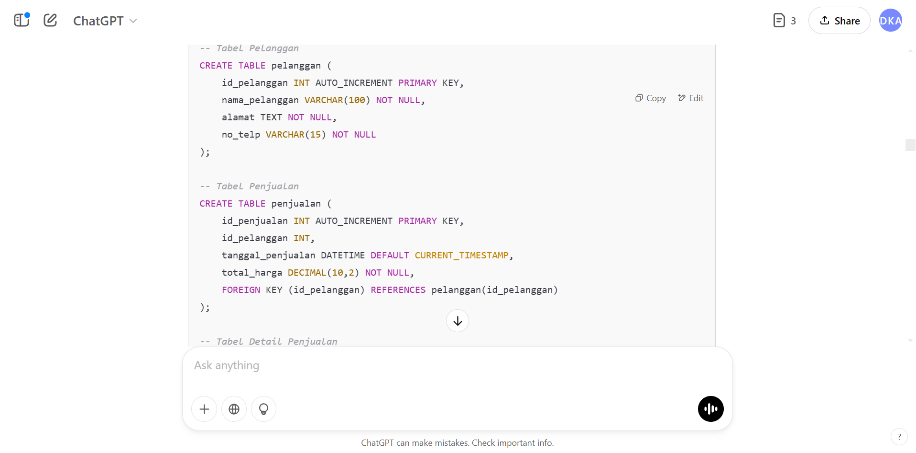 ChatGPT
3
Share
DKA
-- Tabel Pelanggan
CREATE TABLE pelanggan (
id_pelanggan INT AUTO_INCREMENT PRIMARY KEY,
nama_pelanggan VARCHAR(100) NOT NULL,
Copy Edit
alamat TEXT NOT NULL,
no_telp VARCHAR(15) NOT NULL
);
-- Tabel Penjualan
CREATE TABLE penjualan (
id_penjualan INT AUTO_INCREMENT PRIMARY KEY,
id_pelanggan INT,
tanggal_penjualan DATETIME DEFAULT CURRENT_TIMESTAMP,
total_harga DECIMAL(10,2) NOT NULL,
FOREIGN KEY (id_pelanggan) REFERENCES pelanggan(id_pelanggan)
);
-- Tabel Detail Penjualan
Ask anything
ChatGPT can make mistakes. Check important info.
?